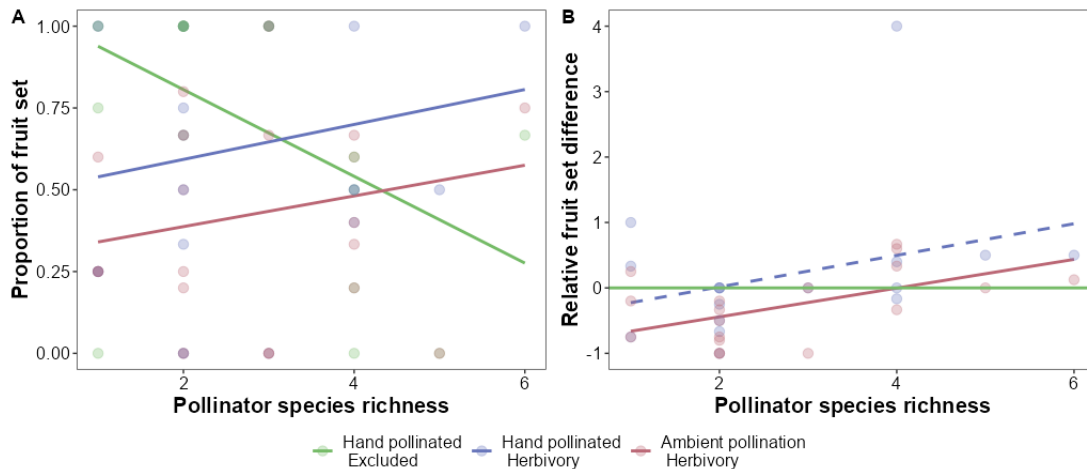 A
Proportion of fruit set
1.00
0.75
0.50
0.25
0.00
2
4
6
Pollinator species richness
B
Relative fruit set difference
4
3
2
1
0
-1
2
4
6
Pollinator species richness
Hand pollinated
Excluded
Hand pollinated
Herbivory
Ambient pollination
Herbivory